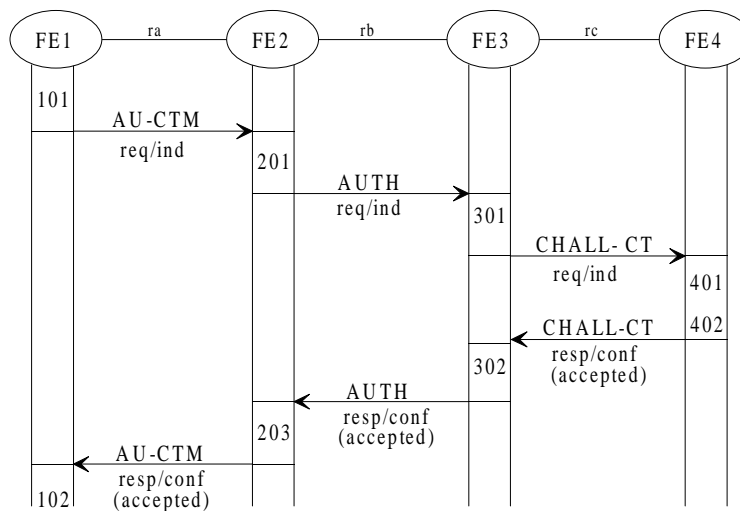 FE1 ra FE2 rb FE3 rc FE4
101
AU-CTM
req/ind
201
AUTH
req/ind
301
CHALL- CT
req/ind
401
402
CHALL-CT
resp/conf
(accepted)
302
AUTH
resp/conf
(accepted)
203
AU-CTM
resp/conf
(accepted)
102